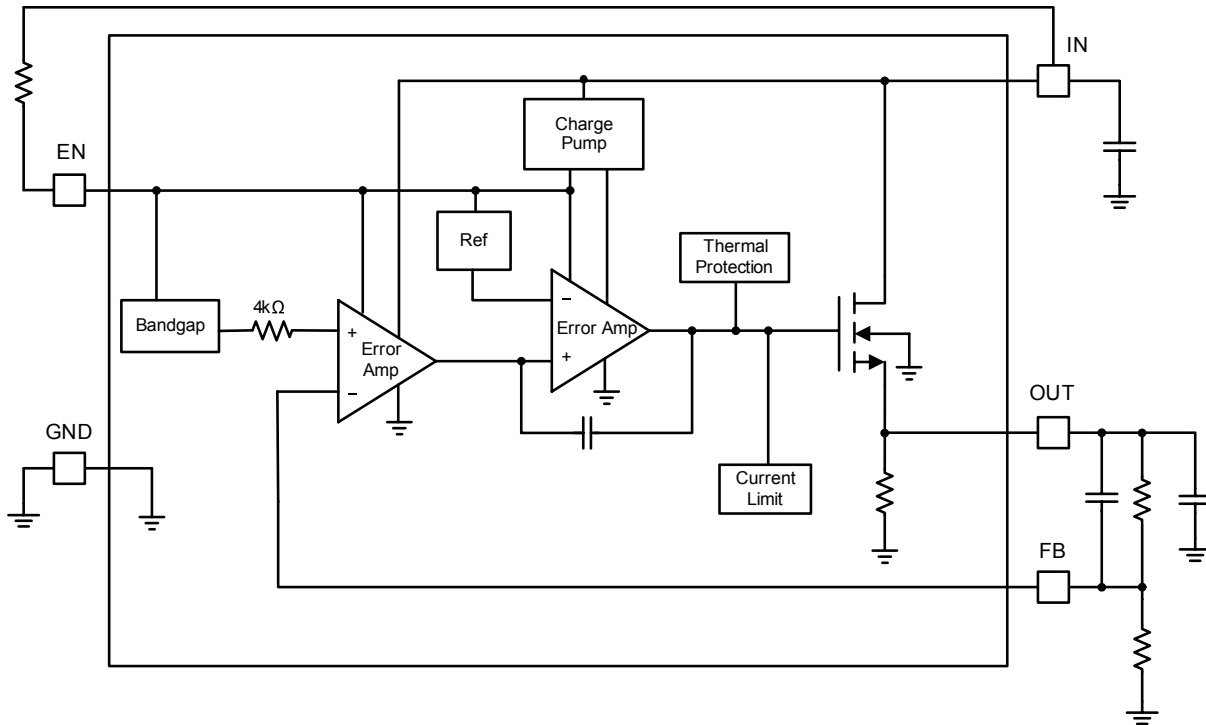 IN
Charge
Pump
EN
Ref
Thermal
Protection
4kΩ
Bandgap
+
Error
Amp
−
−
Error Amp
+
OUT
GND
Current
Limit
FB